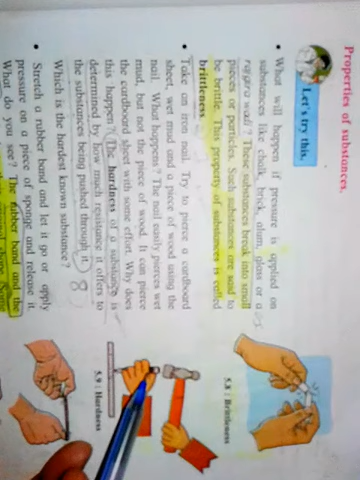 Properties of substances.
Let's try this.
• What will happen if pressure is applied on
substances like chalk, brick, alum, glass or a
rajgara wadi ? These substances break into small
pieces or particles. Such substances are said to
be brittle. This property of substances is called
brittleness.
• Take an iron nail. Try to pierce a cardboard
sheet, wet mud and a piece of wood using the
nail. What happens? The nail easily pierces wet
mud, but not the piece of wood. It can pierce
the cardboard sheet with some effort. Why does
this happen? (The hardness of a substance is
determined by how much resistance it offers to
the substances being pushed through it.)
Which is the hardest known substance?
• Stretch a rubber band and let it go or apply
pressure on a piece of sponge and release it.
What do you see? The rubber band and the
5.8 : Brittleness
5.9 : Hardness